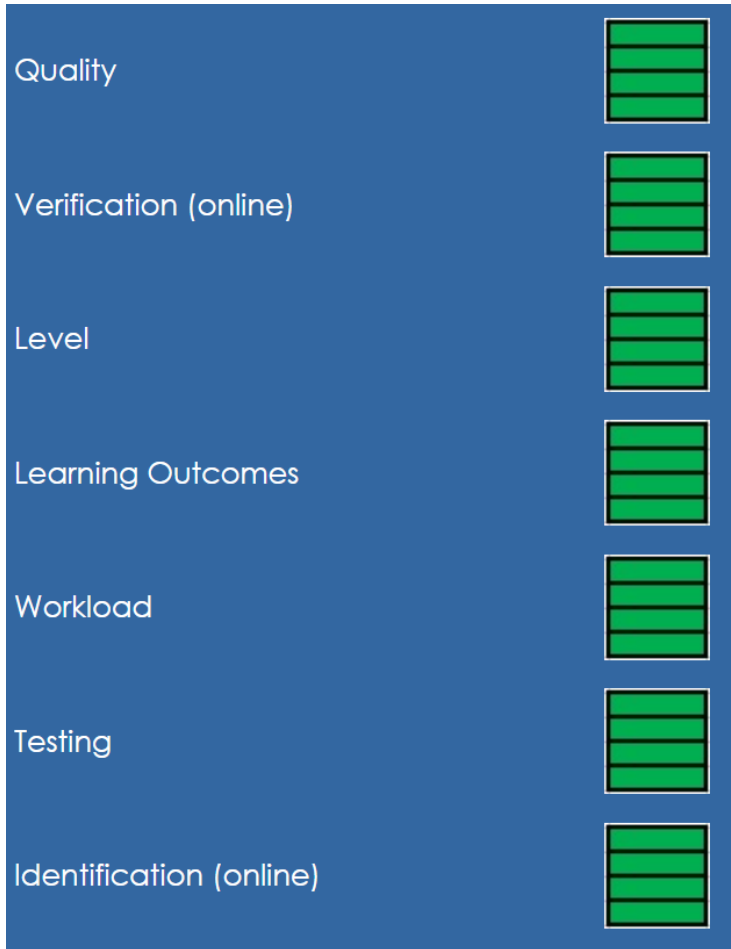 Quality
Verification (online)
Level
Learning Outcomes
Workload
Testing
Identification (online)